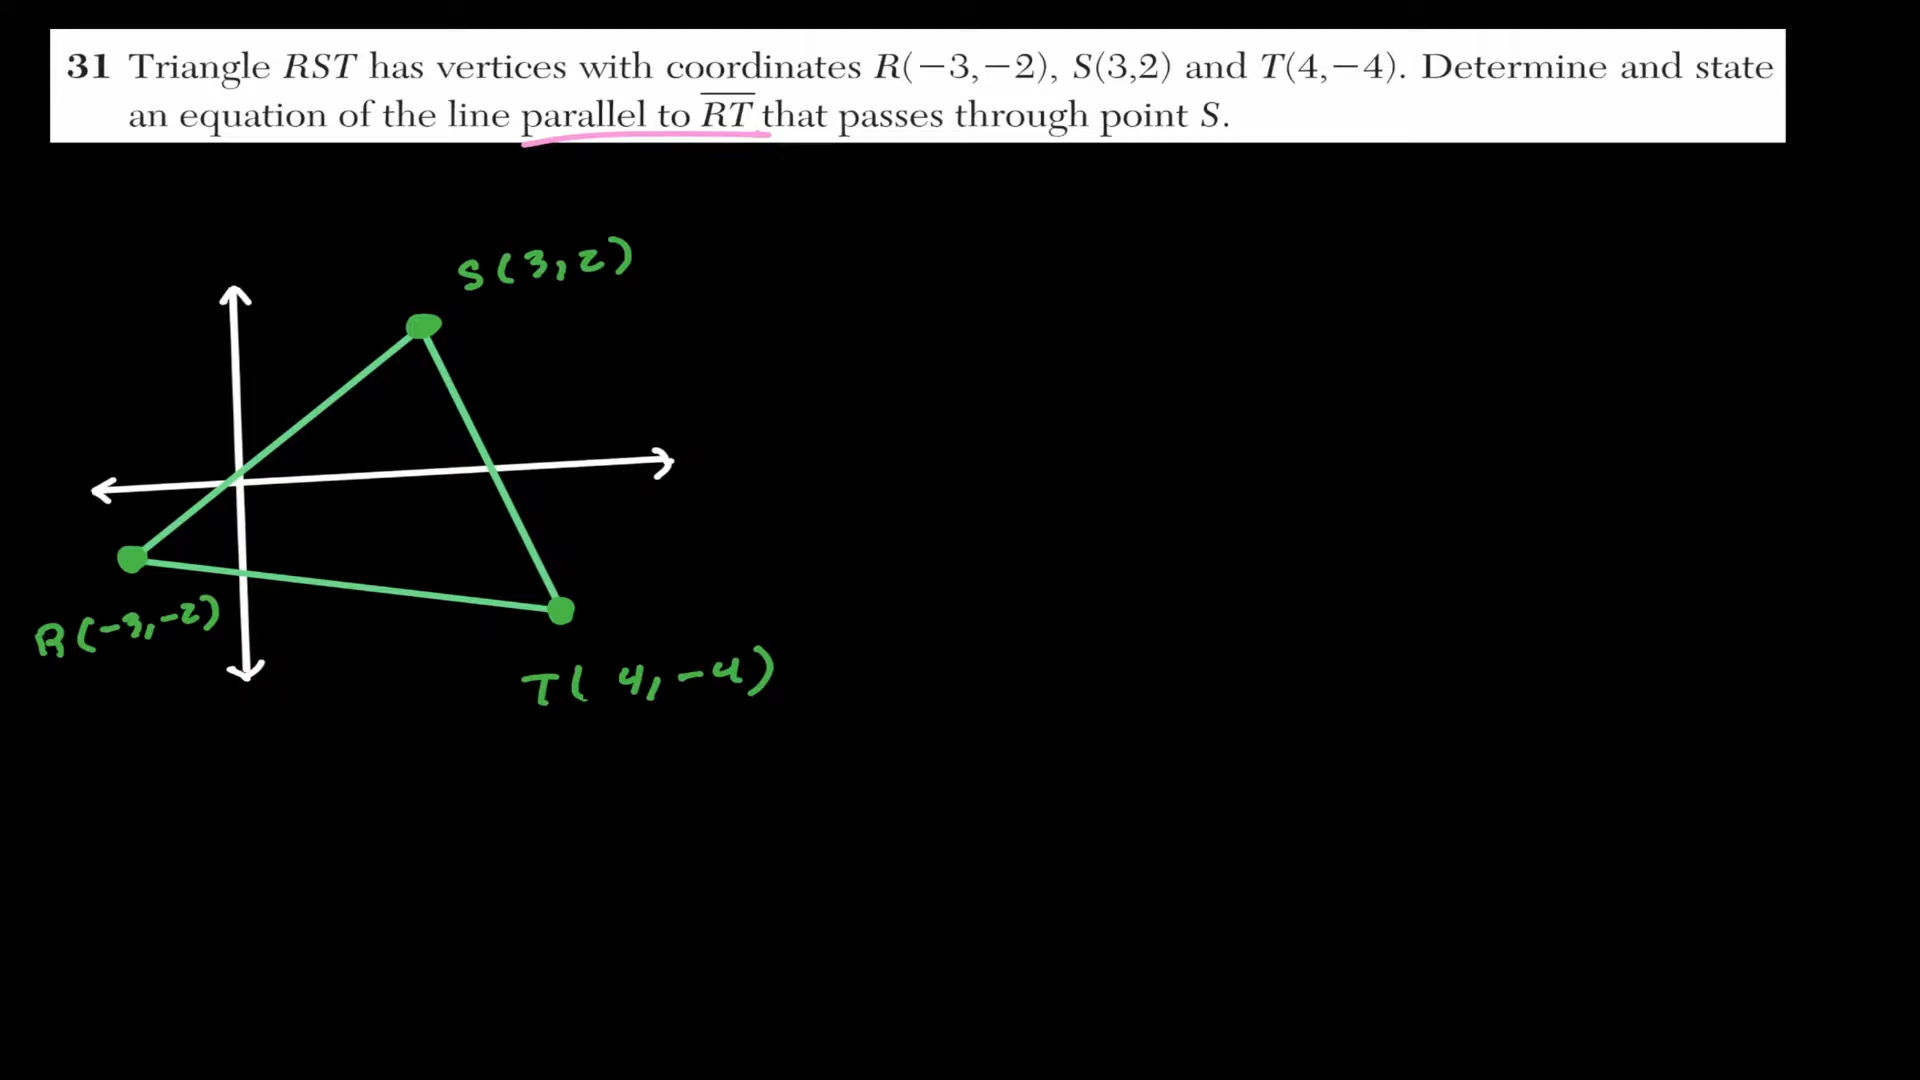 31 Triangle RST has vertices with coordinates R(−3,−2), S(3,2) and T(4,−4). Determine and state
an equation of the line parallel to R̅T̅ that passes through point S.
S(3,2)
R(-3,-2)
T(4,-4)